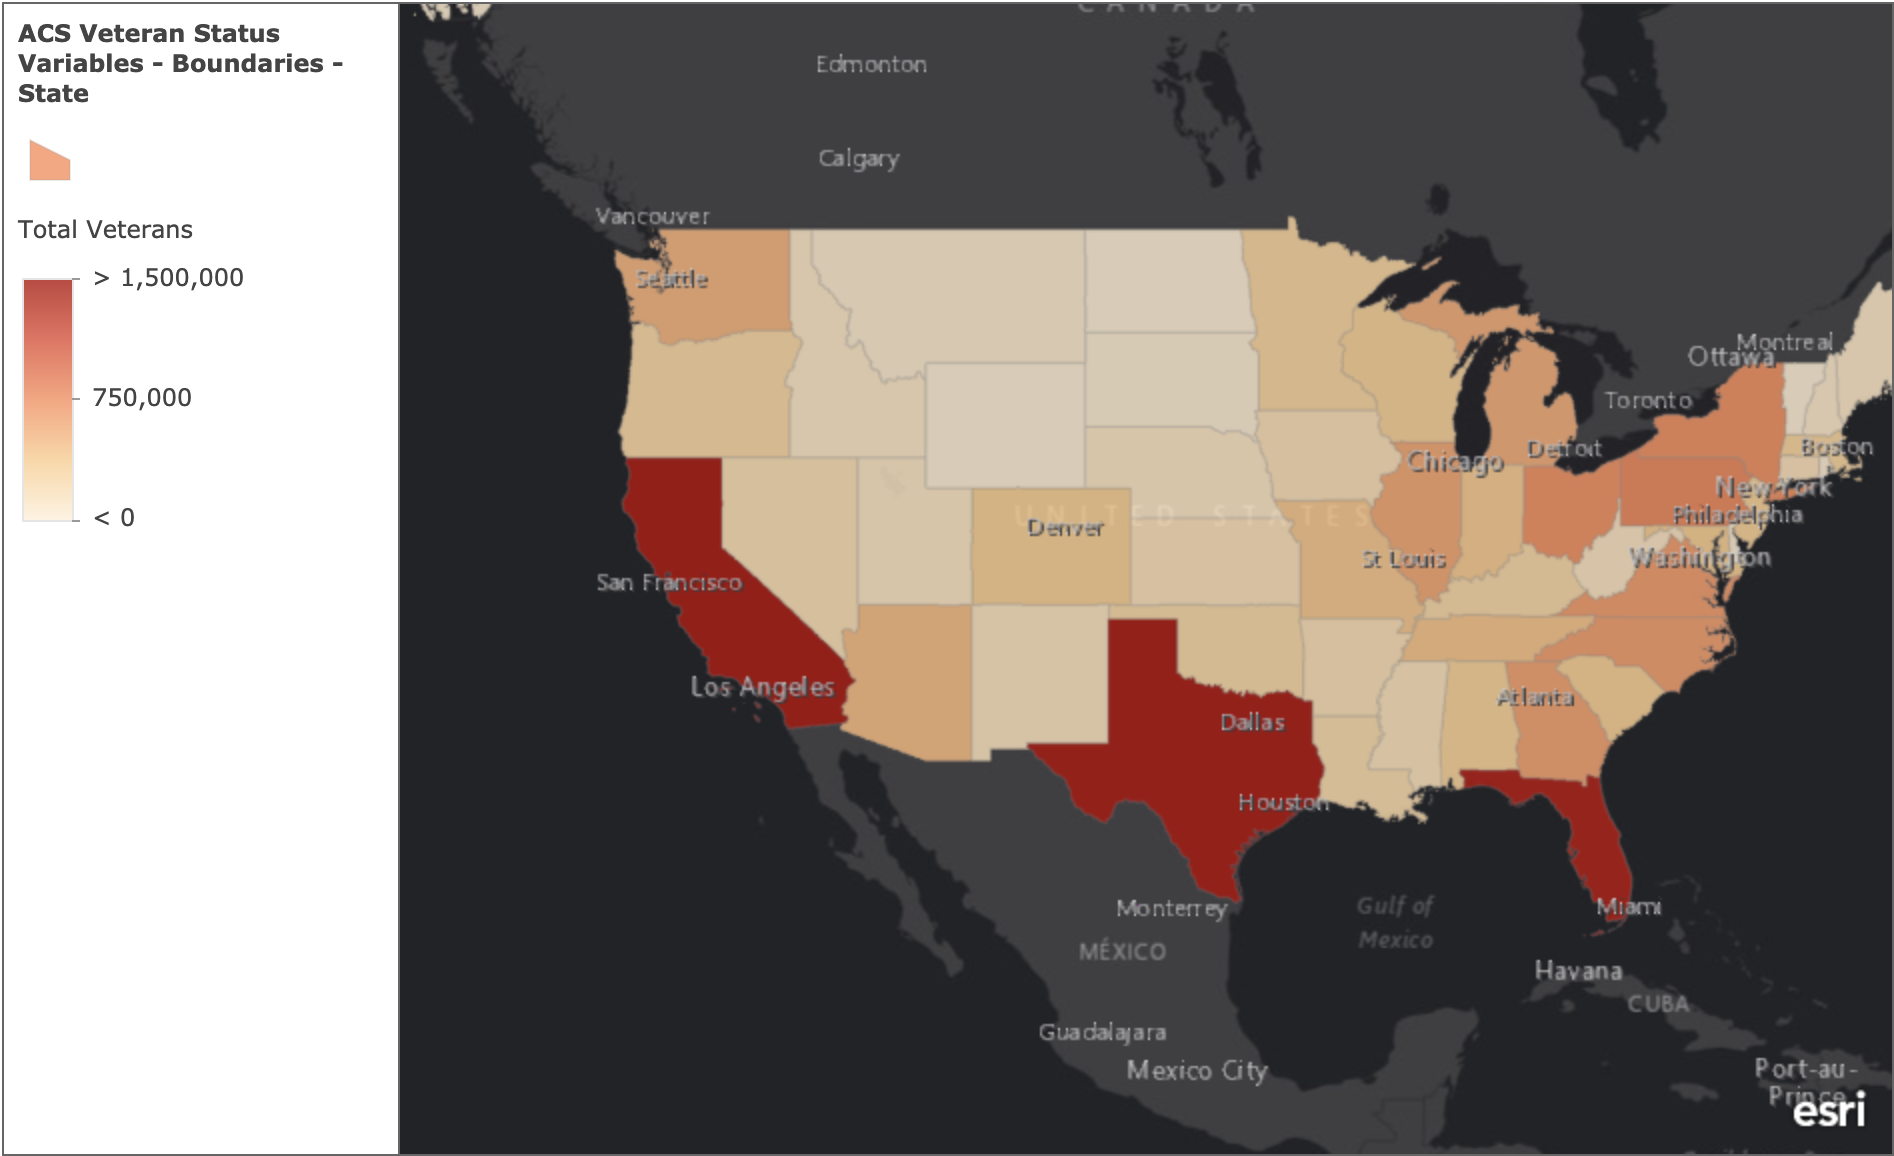 ACS Veteran Status
Variables - Boundaries -
State
Total Veterans
> 1,500,000
750,000
< 0
CANADA
Edmonton
Calgary
Vancouver
Seattle
Montreal
Ottawa
Toronto
Boston
Detroit
Chicago
New York
Philadelphia
UNITED STATES
Denver
St Louis
Washington
San Francisco
Los Angeles
Atlanta
Dallas
Houston
Monterrey
Miami
Gulf of
Mexico
MÉXICO
Havana
CUBA
Guadalajara
Mexico City
Port-au-
Prince
esri